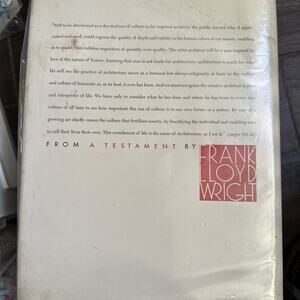 "Still to be discovered as a devoted son of culture is the inspired architect, the public servant who, if appre-
ciated and used, could express the quality of depth and validity in the human values of our society, enabling
us to qualify this ruthless imposition of quantity over quality. The artist-architect will be a man inspired by
love of the nature of Nature, knowing that man is not made for architecture; architecture is made for man.
He will see the practice of architecture never as a business but always religiously as basic to the welfare
and culture of humanity as, at its best, it ever has been. And we must recognize the creative architect as poet
and interpreter of life. We have only to consider what he has done and where he has been in every true
culture of all time to see how important this son of culture is to our own future as a nation. By way of a
growing art chiefly comes the culture that fertilizes society, by fructifying the individual and enabling men
to call their lives their own. This enrichment of life is the cause of Architecture, as I see it."
FROM A TESTAMENT BY
FRANK
LLOYD
WRIGHT